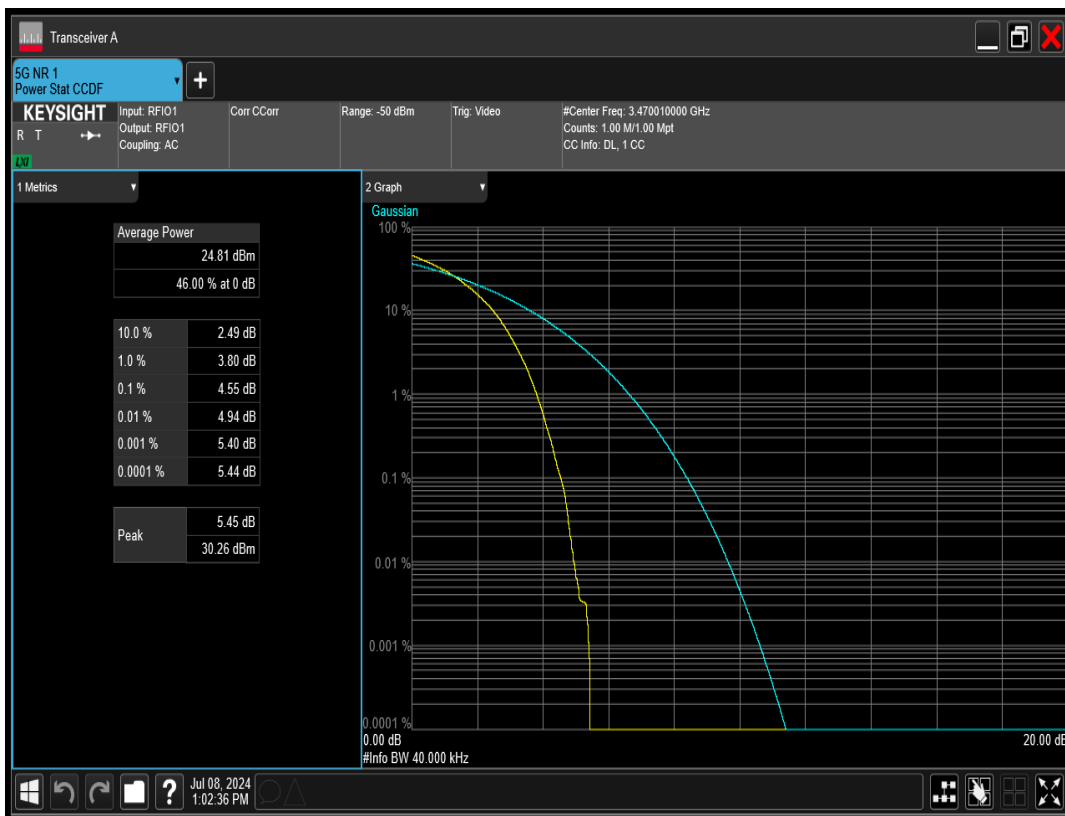 Transceiver A
5G NR 1
Power Stat CCDF
+
KEYSIGHT
R T
LXI
Input: RFIO1
Output: RFIO1
Coupling: AC
Corr CCorr
Range: -50 dBm
Trig: Video
#Center Freq: 3.470010000 GHz
Counts: 1.00 M/1.00 Mpt
CC Info: DL, 1 CC
1 Metrics
Average Power
24.81 dBm
46.00 % at 0 dB
10.0 % 2.49 dB
1.0 % 3.80 dB
0.1 % 4.55 dB
0.01 % 4.94 dB
0.001 % 5.40 dB
0.0001 % 5.44 dB
Peak 5.45 dB
30.26 dBm
2 Graph
Gaussian
100 %
10 %
1 %
0.1 %
0.01 %
0.001 %
0.0001 %
0.00 dB 20.00 dB
#Info BW 40.000 kHz
?
Jul 08, 2024
1:02:36 PM